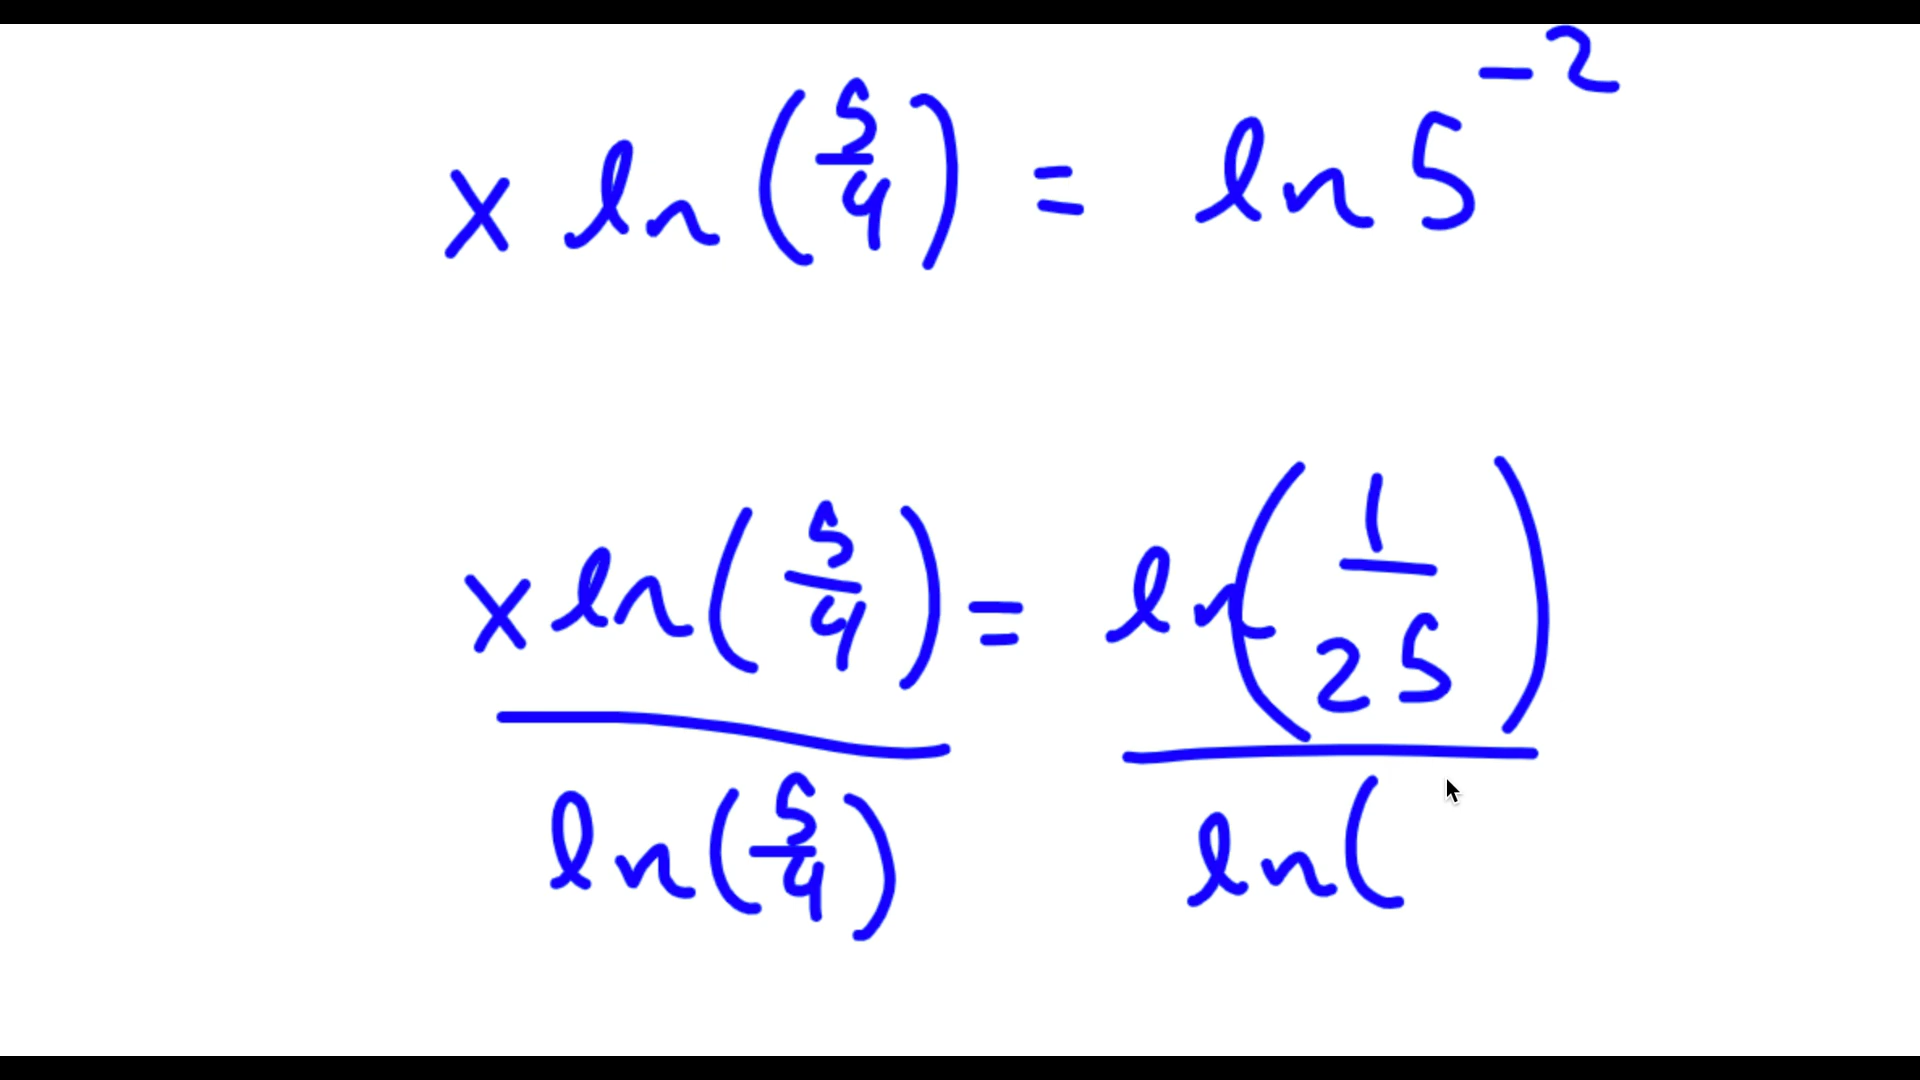 x ln(5/4) = ln 5^-2
x ln(5/4) = ln(1/25)
ln(5/4) ln(